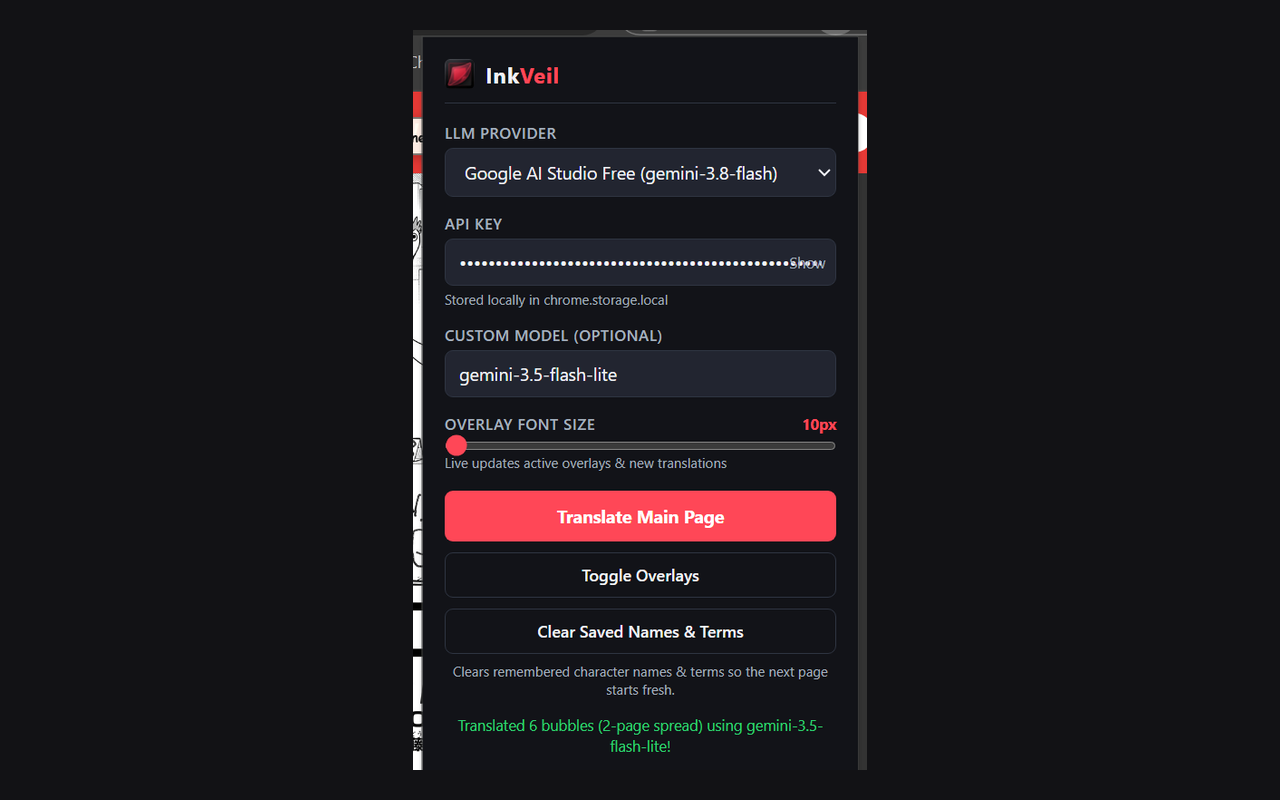 InkVeil
LLM PROVIDER
Google AI Studio Free (gemini-3.8-flash)
API KEY
Show
Stored locally in chrome.storage.local
CUSTOM MODEL (OPTIONAL)
gemini-3.5-flash-lite
OVERLAY FONT SIZE
10px
Live updates active overlays & new translations
Translate Main Page
Toggle Overlays
Clear Saved Names & Terms
Clears remembered character names & terms so the next page
starts fresh.
Translated 6 bubbles (2-page spread) using gemini-3.5-
flash-lite!